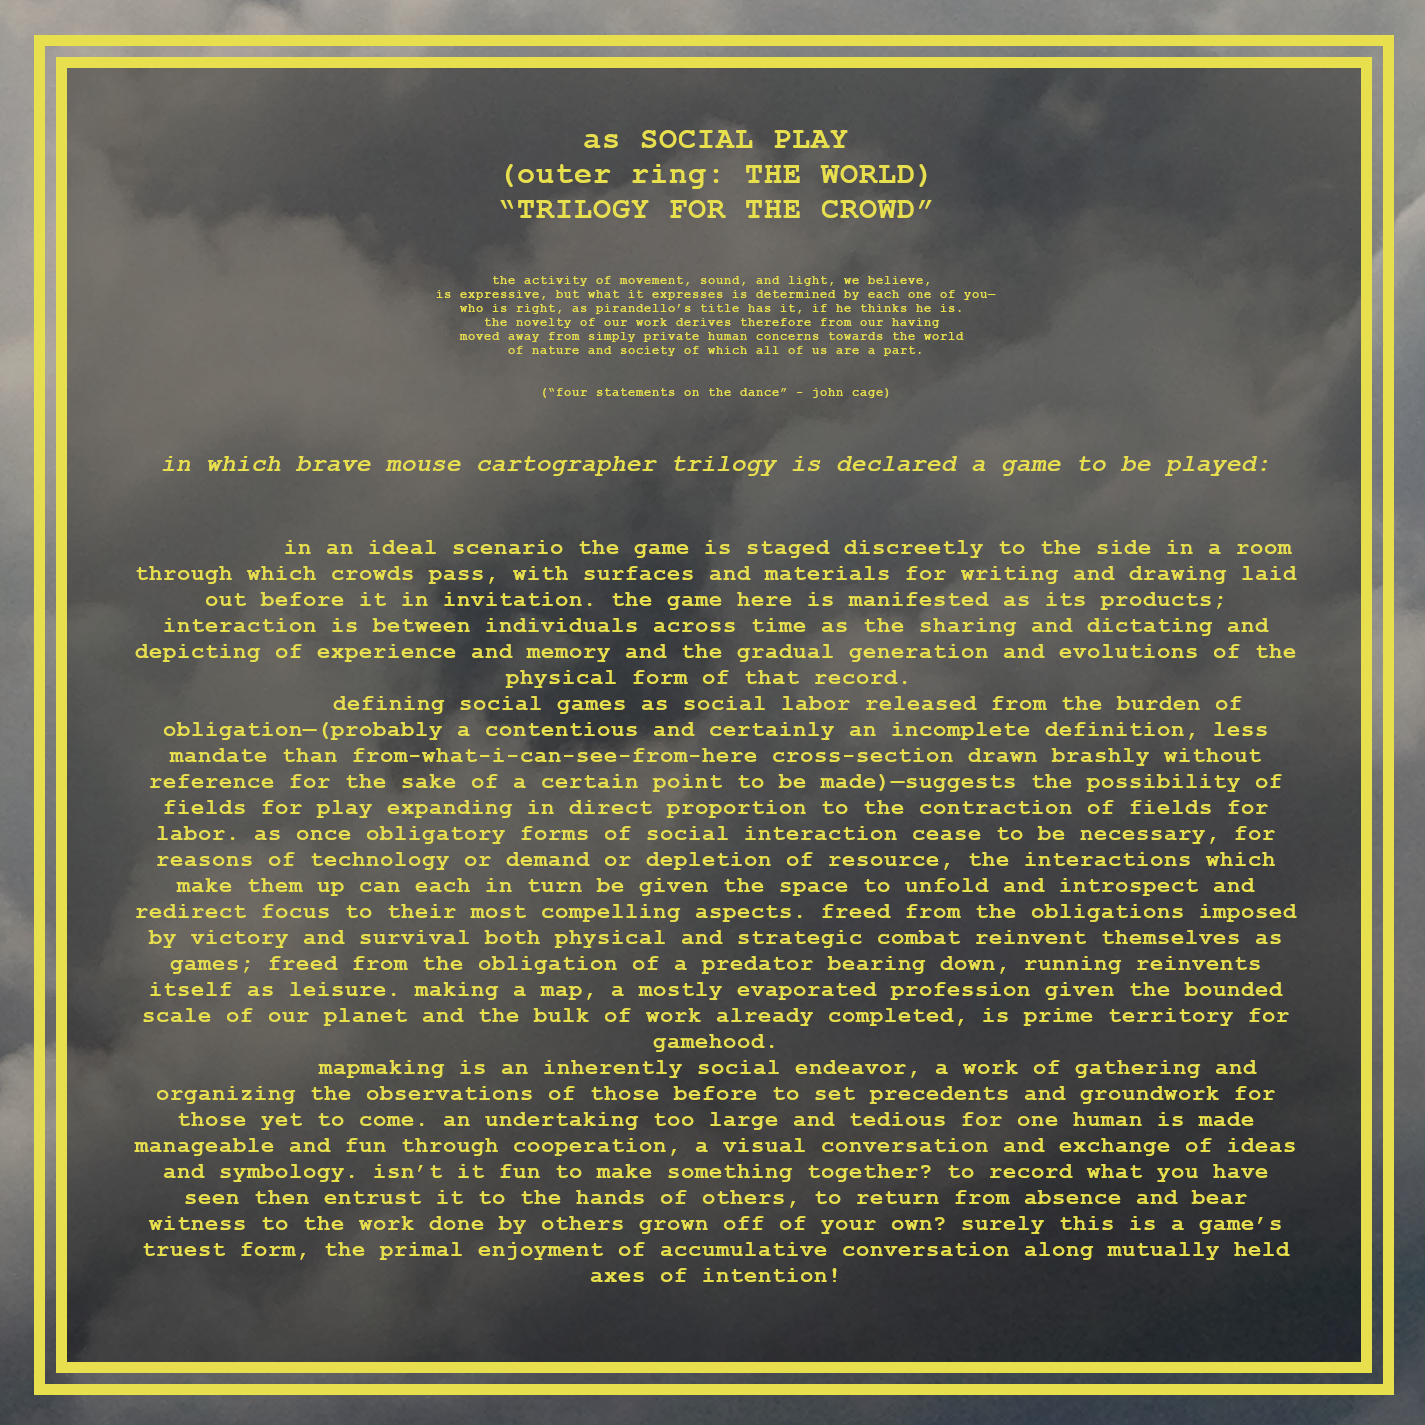 as SOCIAL PLAY
(outer ring: THE WORLD)
“TRILOGY FOR THE CROWD”
the activity of movement, sound, and light, we believe,
is expressive, but what it expresses is determined by each one of you—
who is right, as pirandello’s title has it, if he thinks he is.
the novelty of our work derives therefore from our having
moved away from simply private human concerns towards the world
of nature and society of which all of us are a part.
(“four statements on the dance” - john cage)
in which brave mouse cartographer trilogy is declared a game to be played:
in an ideal scenario the game is staged discreetly to the side in a room
through which crowds pass, with surfaces and materials for writing and drawing laid
out before it in invitation. the game here is manifested as its products;
interaction is between individuals across time as the sharing and dictating and
depicting of experience and memory and the gradual generation and evolutions of the
physical form of that record.
defining social games as social labor released from the burden of
obligation—(probably a contentious and certainly an incomplete definition, less
mandate than from-what-i-can-see-from-here cross-section drawn brashly without
reference for the sake of a certain point to be made)—suggests the possibility of
fields for play expanding in direct proportion to the contraction of fields for
labor. as once obligatory forms of social interaction cease to be necessary, for
reasons of technology or demand or depletion of resource, the interactions which
make them up can each in turn be given the space to unfold and introspect and
redirect focus to their most compelling aspects. freed from the obligations imposed
by victory and survival both physical and strategic combat reinvent themselves as
games; freed from the obligation of a predator bearing down, running reinvents
itself as leisure. making a map, a mostly evaporated profession given the bounded
scale of our planet and the bulk of work already completed, is prime territory for
gamehood.
mapmaking is an inherently social endeavor, a work of gathering and
organizing the observations of those before to set precedents and groundwork for
those yet to come. an undertaking too large and tedious for one human is made
manageable and fun through cooperation, a visual conversation and exchange of ideas
and symbology. isn’t it fun to make something together? to record what you have
seen then entrust it to the hands of others, to return from absence and bear
witness to the work done by others grown off of your own? surely this is a game’s
truest form, the primal enjoyment of accumulative conversation along mutually held
axes of intention!